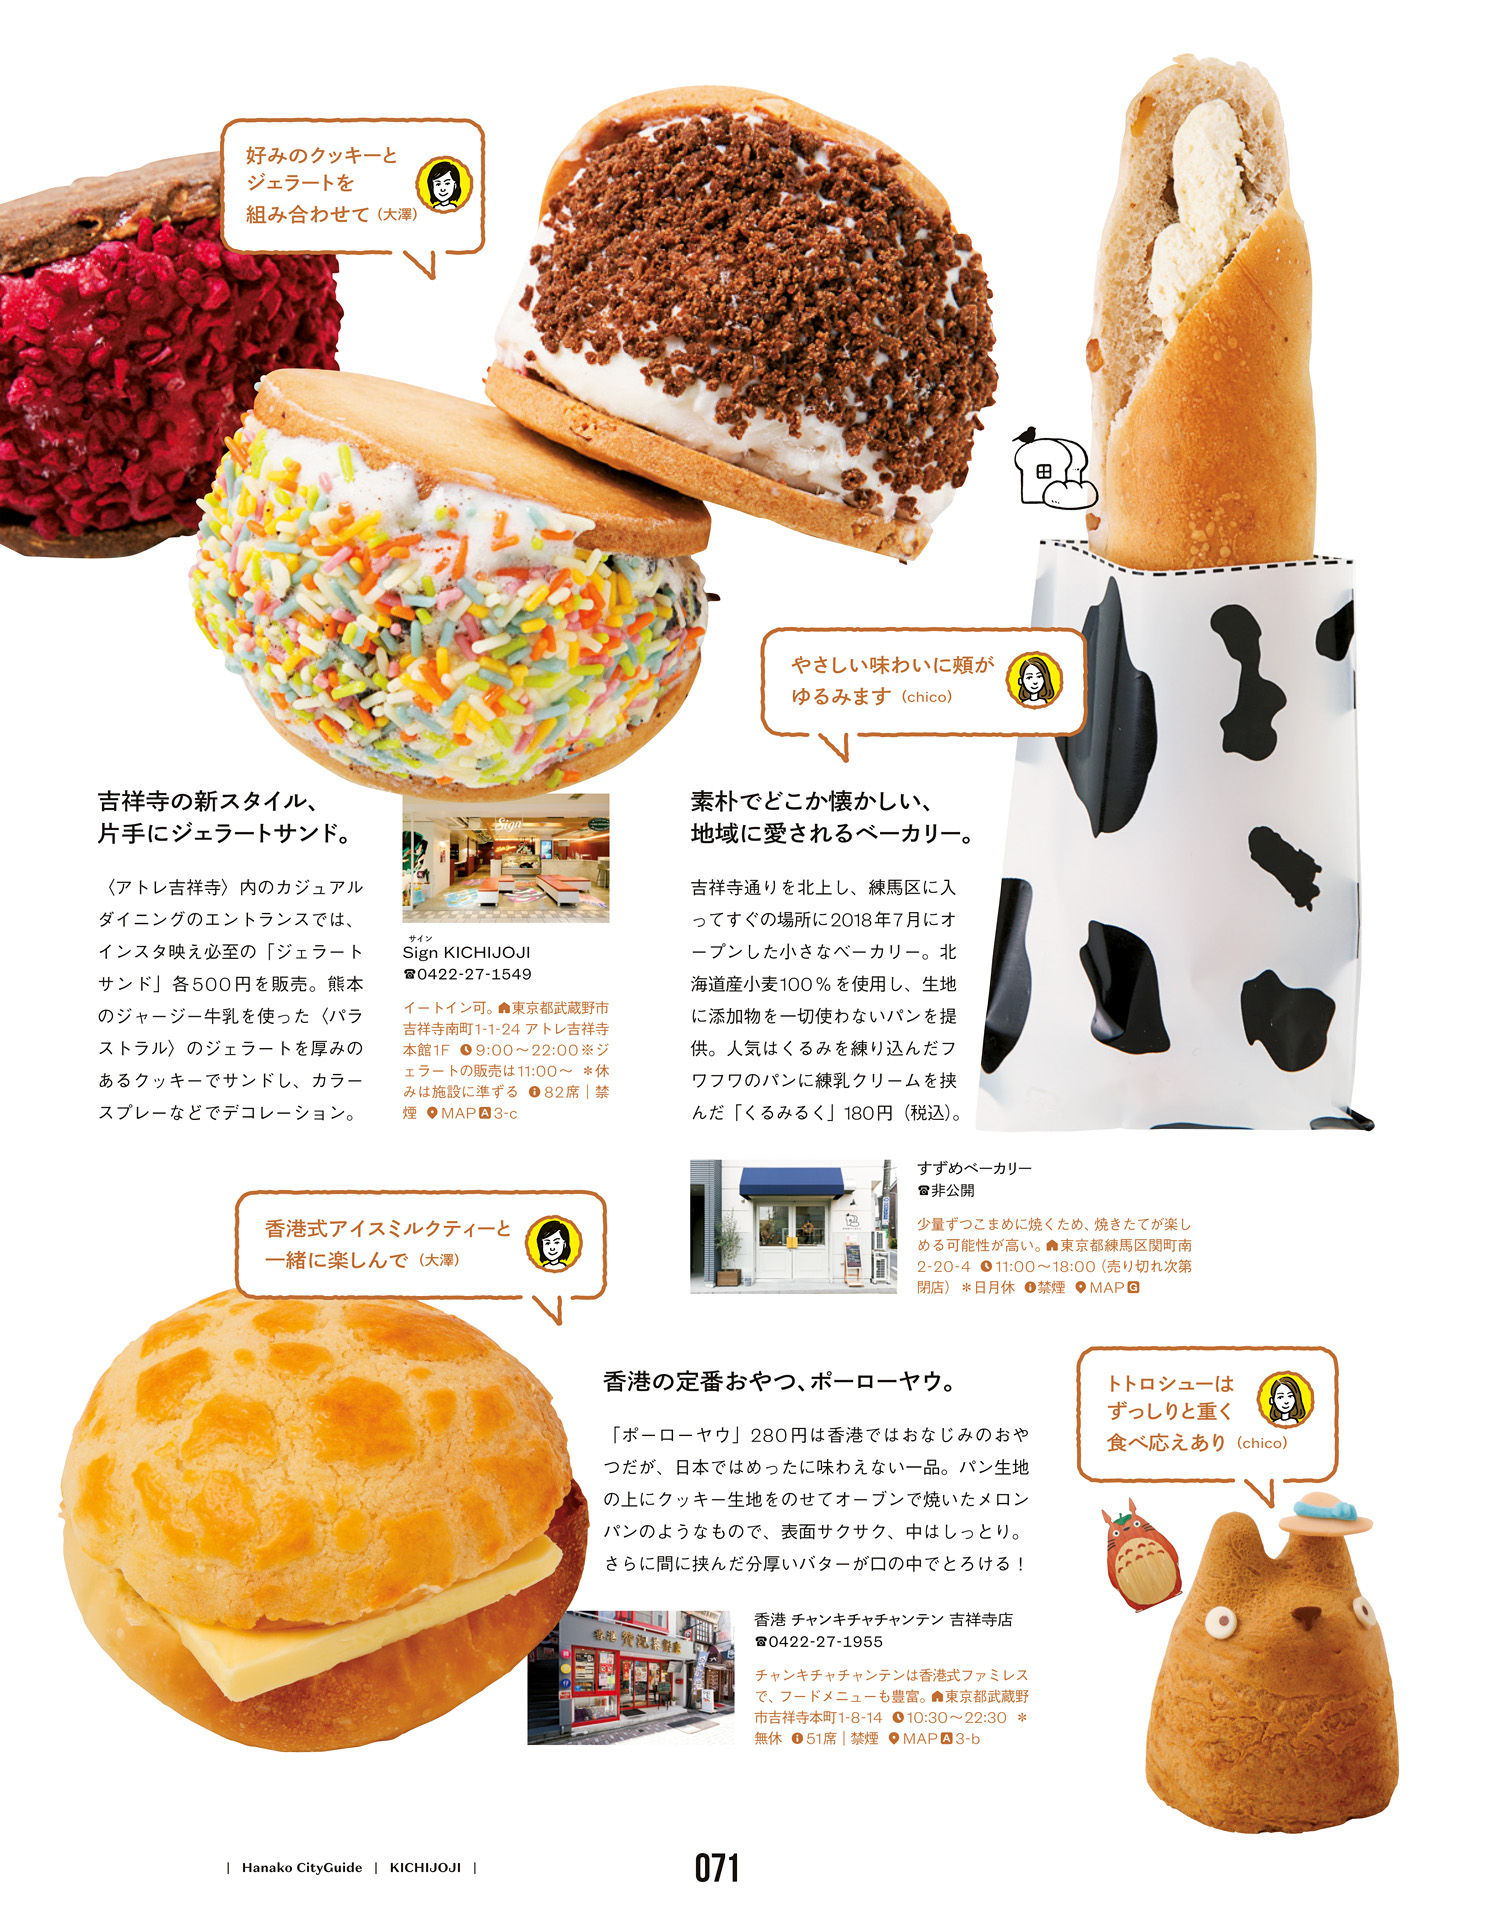 好みのクッキーと
ジェラートを
組み合わせて（大澤）
やさしい味わいに頬が
ゆるみます（chico）
吉祥寺の新スタイル、
片手にジェラートサンド。
〈アトレ吉祥寺〉内のカジュアル
ダイニングのエントランスでは、
インスタ映え必至の「ジェラート
サンド」各500円を販売。熊本
のジャージー牛乳を使った〈パラ
ストラル〉のジェラートを厚みの
あるクッキーでサンドし、カラー
スプレーなどでデコレーション。
Sign
サイン
Sign KICHIJOJI
☎0422-27-1549
イートイン可。東京都武蔵野市
吉祥寺南町1-1-24 アトレ吉祥寺
本館1F 9:00～22:00※ジ
ェラートの販売は11:00～ ＊休
みは施設に準ずる 82席｜禁
煙 MAP A 3-c
素朴でどこか懐かしい、
地域に愛されるベーカリー。
吉祥寺通りを北上し、練馬区に入
ってすぐの場所に2018年7月にオ
ープンした小さなベーカリー。北
海道産小麦100％を使用し、生地
に添加物を一切使わないパンを提
供。人気はくるみを練り込んだフ
ワフワのパンに練乳クリームを挟
んだ「くるみるく」180円（税込）。
すずめベーカリー
☎非公開
少量ずつこまめに焼くため、焼きたてが楽し
める可能性が高い。東京都練馬区関町南
2-20-4 11:00～18:00（売り切れ次第
閉店）＊日月休 禁煙 MAP G
香港式アイスミルクティーと
一緒に楽しんで（大澤）
香港の定番おやつ、ポーローヤウ。
「ポーローヤウ」280円は香港ではおなじみのおや
つだが、日本ではめったに味わえない一品。パン生地
の上にクッキー生地をのせてオーブンで焼いたメロン
パンのようなもので、表面サクサク、中はしっとり。
さらに間に挟んだ分厚いバターが口の中でとろける！
香港 チャンキチャチャンテン 吉祥寺店
☎0422-27-1955
チャンキチャチャンテンは香港式ファミレス
で、フードメニューも豊富。東京都武蔵野
市吉祥寺本町1-8-14 10:30～22:30 ＊
無休 51席｜禁煙 MAP A 3-b
トトロシューは
ずっしりと重く
食べ応えあり（chico）
| Hanako CityGuide | KICHIJOJI |
071